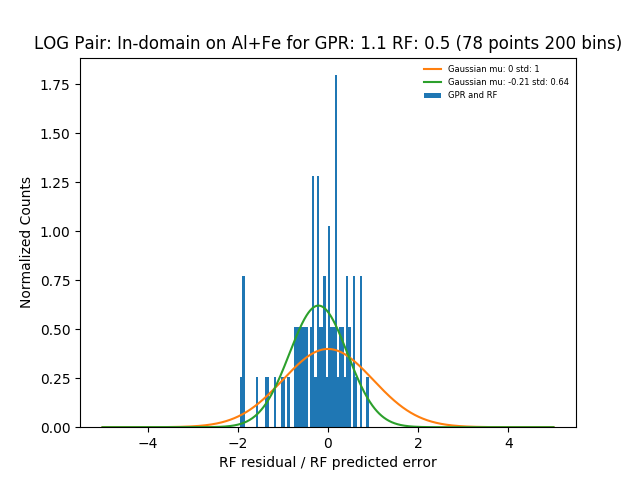 LOG Pair: In-domain on Al+Fe for GPR: 1.1 RF: 0.5 (78 points 200 bins)
Gaussian mu: 0 std: 1
Gaussian mu: -0.21 std: 0.64
GPR and RF
Normalized Counts
1.75
1.50
1.25
1.00
0.75
0.50
0.25
0.00
−4
−2
0
2
4
RF residual / RF predicted error